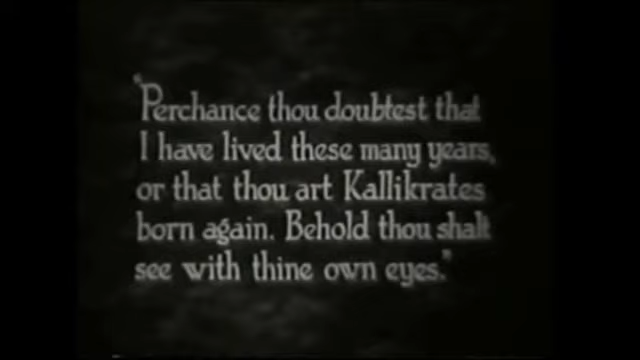 "Perchance thou doubtest that
I have lived these many years,
or that thou art Kallikrates
born again. Behold thou shalt
see with thine own eyes."